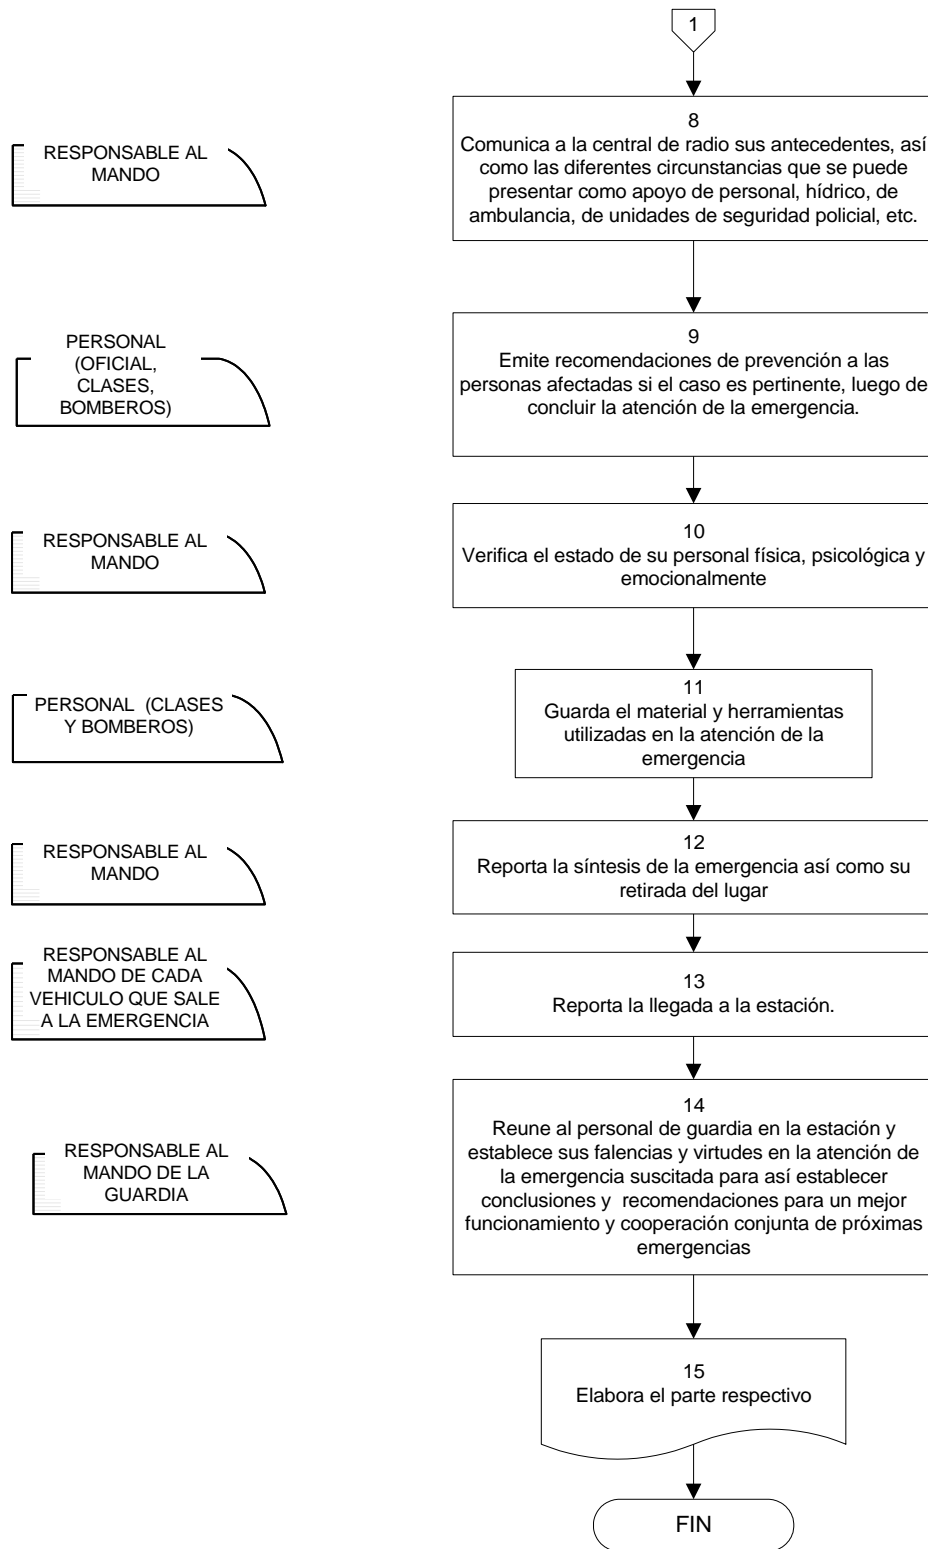 1
RESPONSABLE AL
MANDO
8
Comunica a la central de radio sus antecedentes, así
como las diferentes circunstancias que se puede
presentar como apoyo de personal, hídrico, de
ambulancia, de unidades de seguridad policial, etc.
PERSONAL
(OFICIAL,
CLASES,
BOMBEROS)
9
Emite recomendaciones de prevención a las
personas afectadas si el caso es pertinente, luego de
concluir la atención de la emergencia.
RESPONSABLE AL
MANDO
10
Verifica el estado de su personal física, psicológica y
emocionalmente
PERSONAL (CLASES
Y BOMBEROS)
11
Guarda el material y herramientas
utilizadas en la atención de la
emergencia
RESPONSABLE AL
MANDO
12
Reporta la síntesis de la emergencia así como su
retirada del lugar
RESPONSABLE AL
MANDO DE CADA
VEHICULO QUE SALE
A LA EMERGENCIA
13
Reporta la llegada a la estación.
RESPONSABLE AL
MANDO DE LA
GUARDIA
14
Reune al personal de guardia en la estación y
establece sus falencias y virtudes en la atención de
la emergencia suscitada para así establecer
conclusiones y recomendaciones para un mejor
funcionamiento y cooperación conjunta de próximas
emergencias
15
Elabora el parte respectivo
FIN